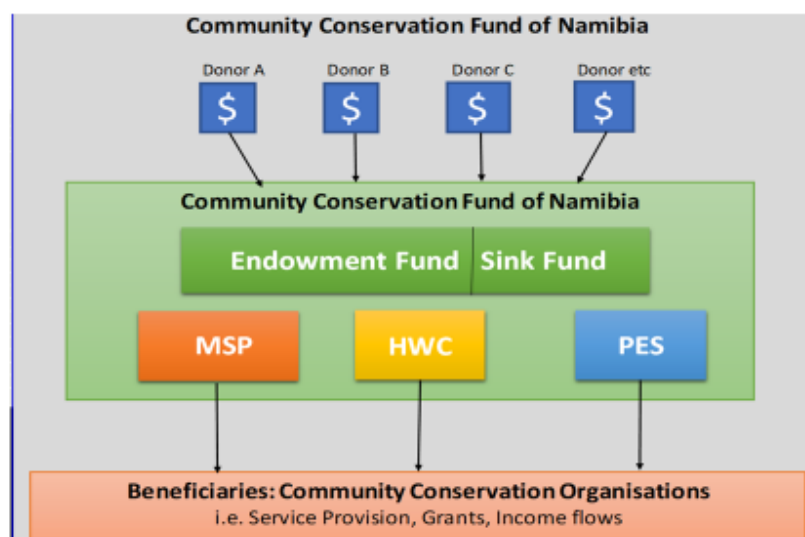 Community Conservation Fund of Namibia
Donor A Donor B Donor C Donor etc
$ $ $ $
Community Conservation Fund of Namibia
Endowment Fund Sink Fund
MSP HWC PES
Beneficiaries: Community Conservation Organisations
i.e. Service Provision, Grants, Income flows